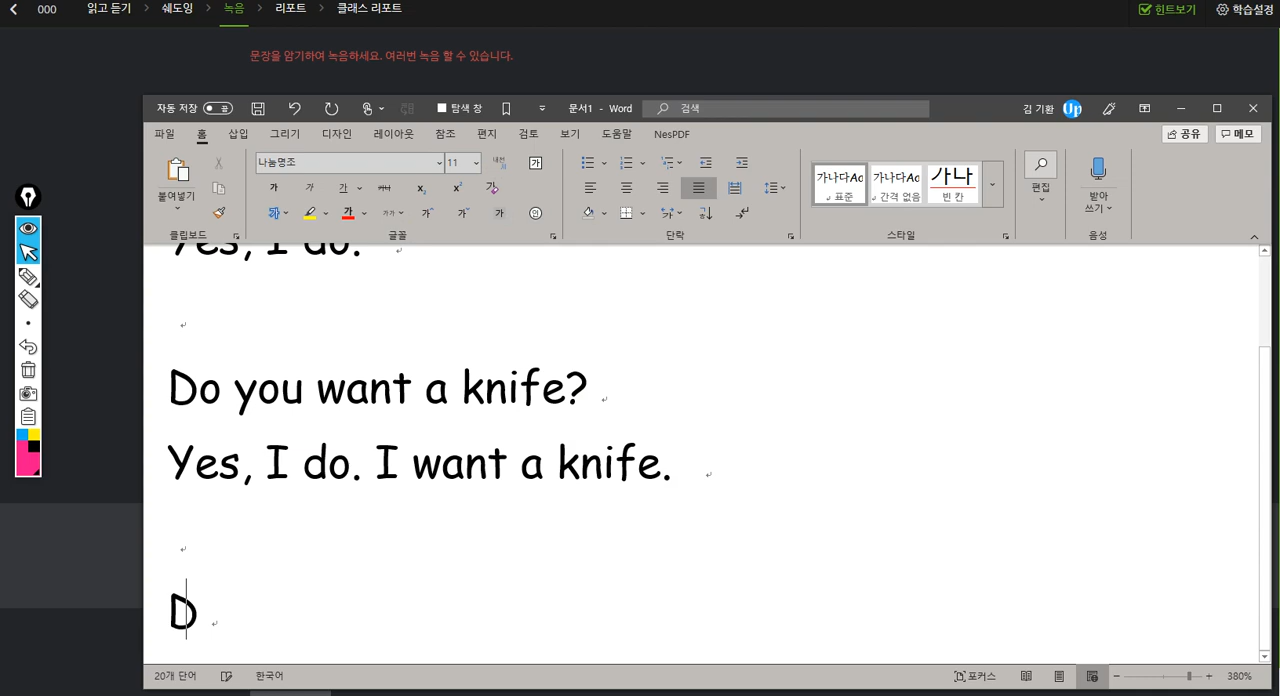 000 읽고 듣기 쉐도잉 녹음 리포트 클래스 리포트 힌트보기 학습설정
문장을 암기하여 녹음하세요. 여러번 녹음 할 수 있습니다.
자동 저장 끔 탐색 창 문서1 - Word 검색 김 기환
파일 홈 삽입 그리기 디자인 레이아웃 참조 편지 검토 보기 도움말 NesPDF 공유 메모
나눔명조 11
가나다Ac 가나다Ac 가나
표준 간격 없음 빈 칸
붙여넣기 편집 받아
쓰기
클립보드 글꼴 단락 스타일 음성
Yes, I do.
Do you want a knife?
Yes, I do. I want a knife.
D
20개 단어 한국어 포커스 380%